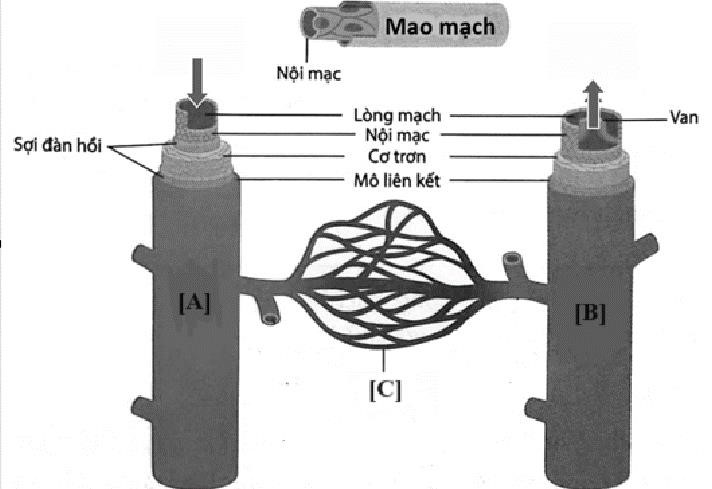 Mao mạch
Nội mạc
Lòng mạch
Van
Nội mạc
Sợi đàn hồi
Cơ trơn
Mô liên kết
[A]
[B]
[C]